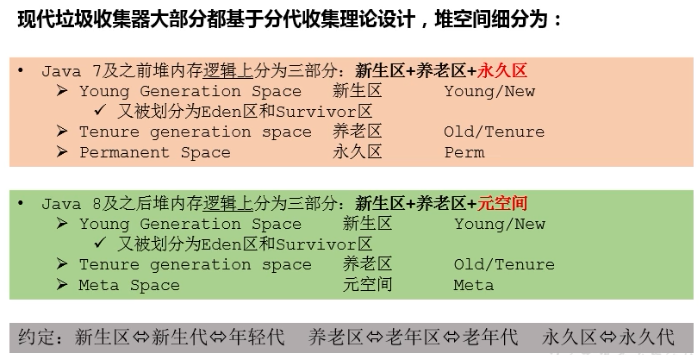 现代垃圾收集器大部分都基于分代收集理论设计，堆空间细分为：
• Java 7及之前堆内存逻辑上分为三部分：新生区+养老区+永久区
➢ Young Generation Space 新生区 Young/New
✓ 又被划分为Eden区和Survivor区
➢ Tenure generation space 养老区 Old/Tenure
➢ Permanent Space 永久区 Perm
• Java 8及之后堆内存逻辑上分为三部分：新生区+养老区+元空间
➢ Young Generation Space 新生区 Young/New
✓ 又被划分为Eden区和Survivor区
➢ Tenure generation space 养老区 Old/Tenure
➢ Meta Space 元空间 Meta
约定：新生区⇔新生代⇔年轻代 养老区⇔老年区⇔老年代 永久区⇔永久代